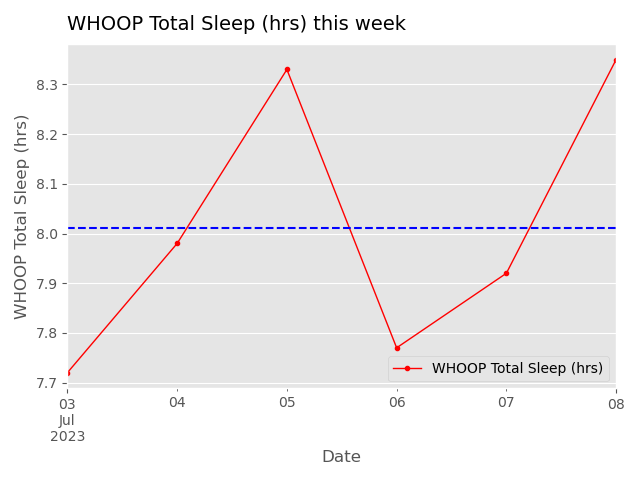 WHOOP Total Sleep (hrs) this week
WHOOP Total Sleep (hrs)
8.3
8.2
8.1
8.0
7.9
7.8
7.7
WHOOP Total Sleep (hrs)
03 04 05 06 07 08
Jul
2023
Date